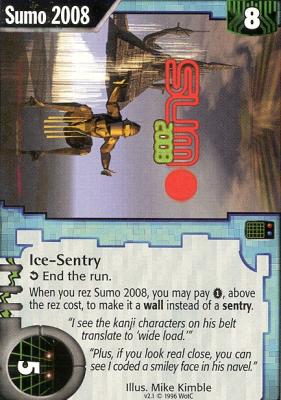 Sumo 2008
8
SUMO
2008
Ice-Sentry
End the run.
When you rez Sumo 2008, you may pay 1, above
the rez cost, to make it a wall instead of a sentry.
"I see the kanji characters on his belt
translate to 'wide load.'"
"Plus, if you look real close, you can
see I coded a smiley face in his navel."
5
Illus. Mike Kimble
v2.1 © 1996 WotC